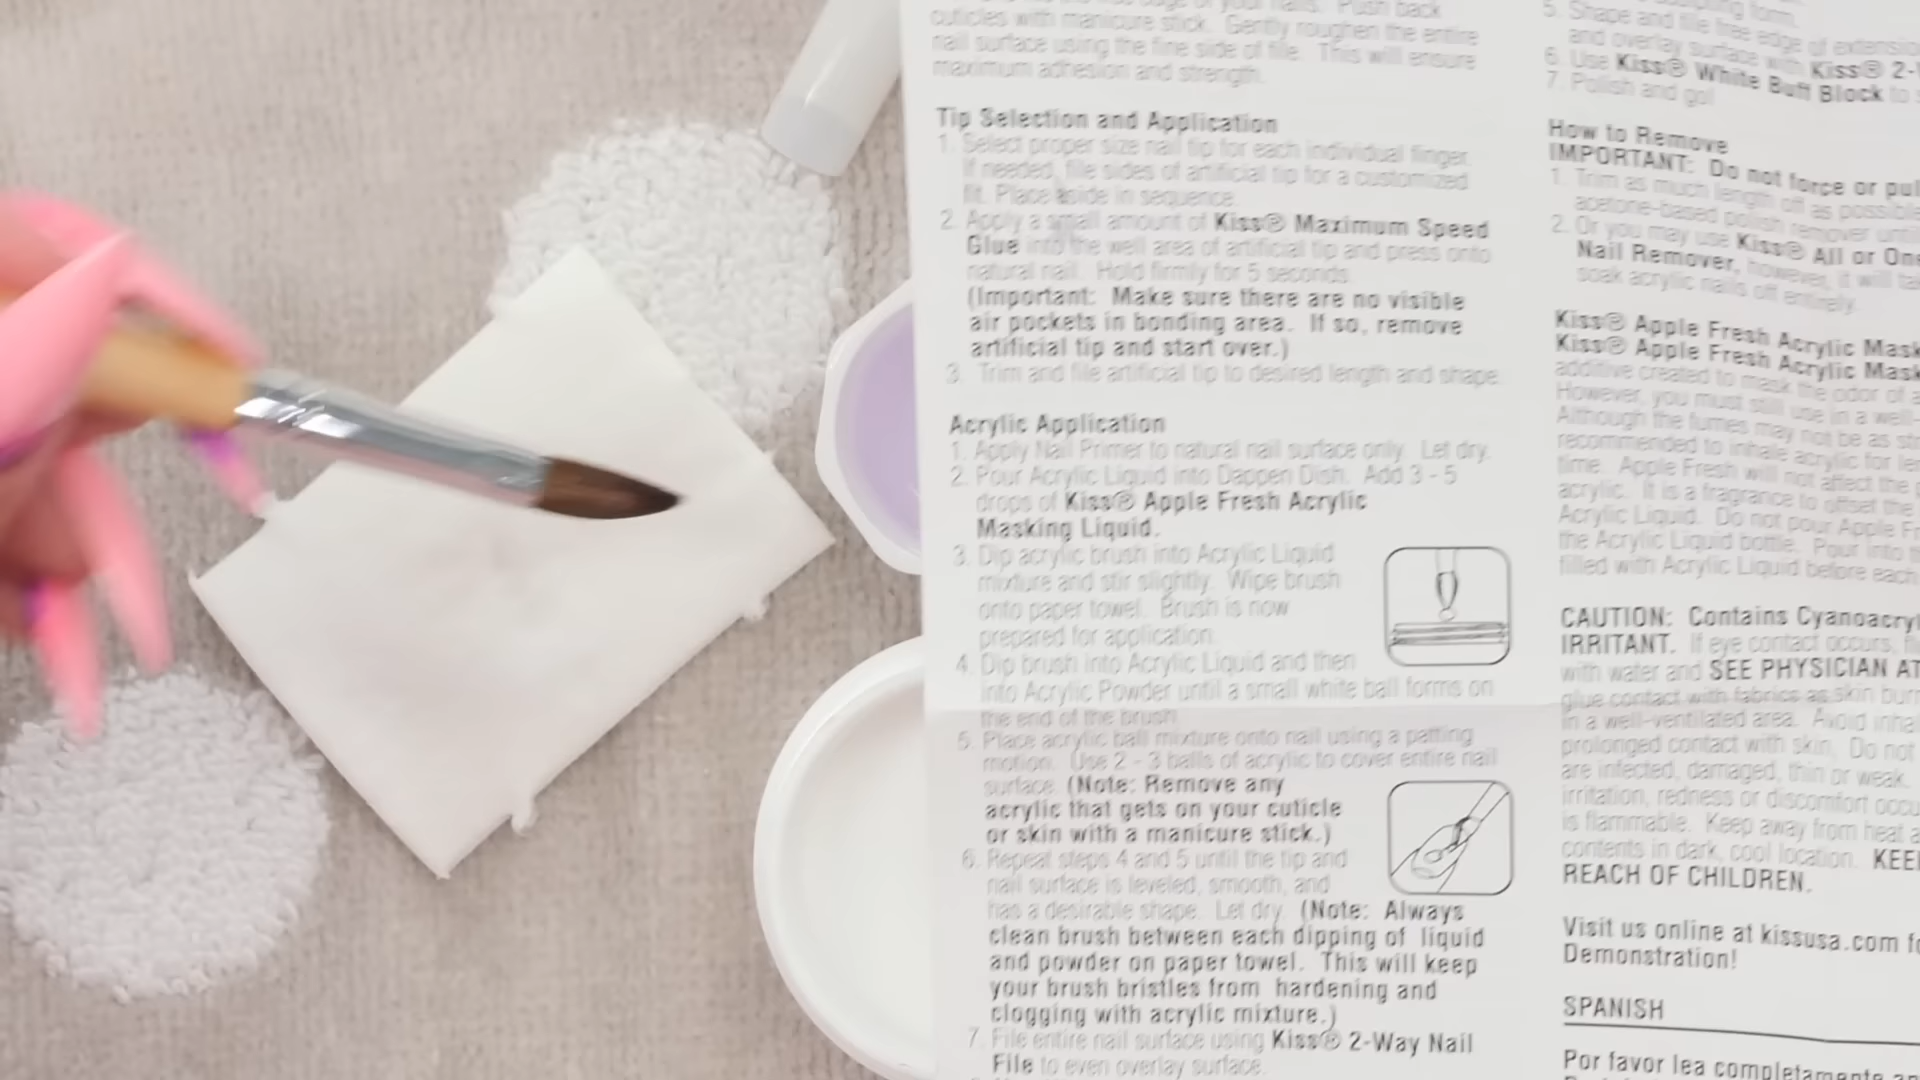 cuticles with manicure stick. Gently roughen the entire
nail surface using the fine side of file. This will ensure
maximum adhesion and strength.
Tip Selection and Application
1. Select proper size nail tip for each individual finger.
If needed, file sides of artificial tip for a customized
fit. Place aside in sequence.
2. Apply a small amount of Kiss® Maximum Speed
Glue into the well area of artificial tip and press onto
natural nail. Hold firmly for 5 seconds.
(Important: Make sure there are no visible
air pockets in bonding area. If so, remove
artificial tip and start over.)
3. Trim and file artificial tip to desired length and shape.
Acrylic Application
1. Apply Nail Primer to natural nail surface only. Let dry.
2. Pour Acrylic Liquid into Dappen Dish. Add 3 - 5
drops of Kiss® Apple Fresh Acrylic
Masking Liquid.
3. Dip acrylic brush into Acrylic Liquid
mixture and stir slightly. Wipe brush
onto paper towel. Brush is now
prepared for application.
4. Dip brush into Acrylic Liquid and then
into Acrylic Powder until a small white ball forms on
the end of the brush.
5. Place acrylic ball mixture onto nail using a patting
motion. Use 2 - 3 balls of acrylic to cover entire nail
surface. (Note: Remove any
acrylic that gets on your cuticle
or skin with a manicure stick.)
6. Repeat steps 4 and 5 until the tip and
nail surface is leveled, smooth, and
has a desirable shape. Let dry. (Note: Always
clean brush between each dipping of liquid
and powder on paper towel. This will keep
your brush bristles from hardening and
clogging with acrylic mixture.)
7. File entire nail surface using Kiss® 2-Way Nail
File to even overlay surface.
5. Shape and file free edge of extension
and overlay surface with Kiss® 2-
6. Use Kiss® White Buff Block to
7. Polish and go!
How to Remove
IMPORTANT: Do not force or pul
1. Trim as much length off as possible
acetone-based polish remover until
2. Or you may use Kiss® All or One
Nail Remover, however, it will tak
soak acrylic nails off entirely.
Kiss® Apple Fresh Acrylic Mask
Kiss® Apple Fresh Acrylic Mask
additive created to mask the odor of a
However, you must still use in a well-
Although the fumes may not be as str
recommended to inhale acrylic for len
time. Apple Fresh will not affect the
acrylic. It is a fragrance to offset the
Acrylic Liquid. Do not pour Apple Fr
the Acrylic Liquid bottle. Pour into
filled with Acrylic Liquid before each
CAUTION: Contains Cyanoacryl
IRRITANT. If eye contact occurs, fl
with water and SEE PHYSICIAN AT
glue contact with fabrics as skin burn
in a well-ventilated area. Avoid inhal
prolonged contact with skin. Do not
are infected, damaged, thin or weak.
irritation, redness or discomfort occu
is flammable. Keep away from heat a
contents in dark, cool location. KEE
REACH OF CHILDREN.
Visit us online at kissusa.com fo
Demonstration!
SPANISH
Por favor lea completamente